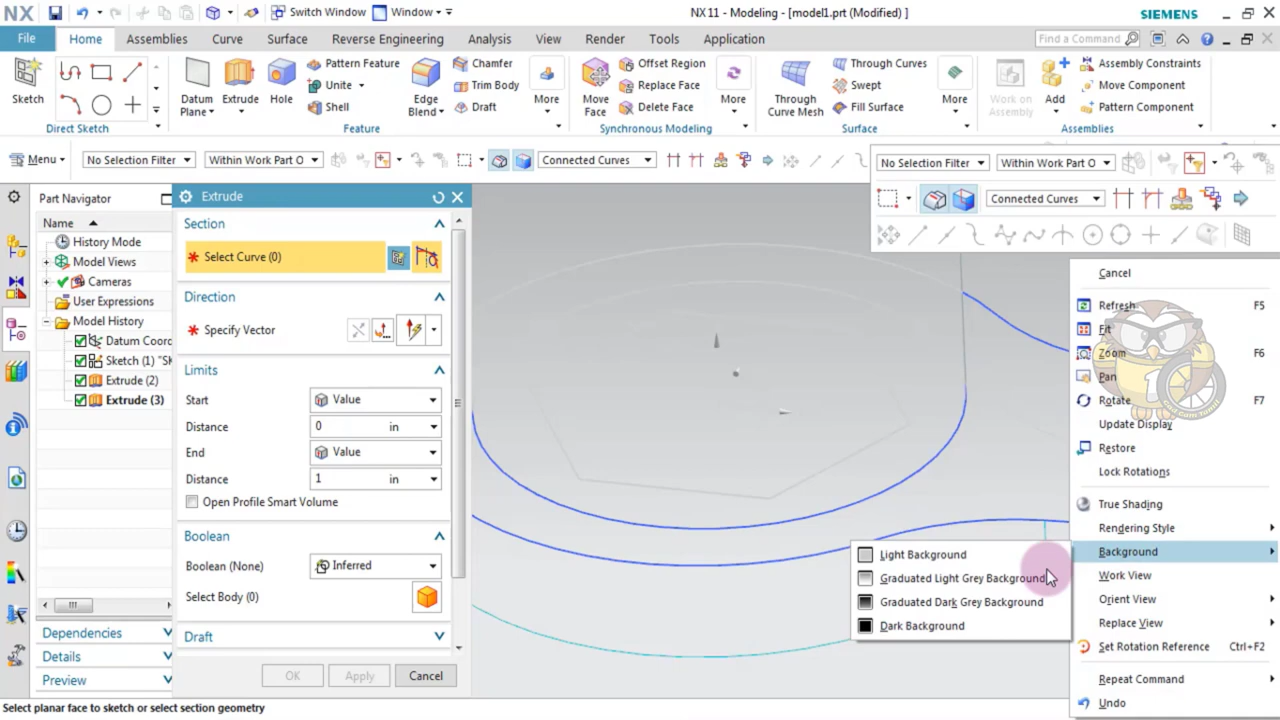 NX
Switch Window
Window
NX 11 - Modeling - [model1.prt (Modified) ]
SIEMENS
File
Home
Assemblies
Curve
Surface
Reverse Engineering
Analysis
View
Render
Tools
Application
Find a Command
Sketch
Direct Sketch
Datum
Plane
Extrude
Hole
Pattern Feature
Unite
Shell
Edge
Blend
Chamfer
Trim Body
Draft
More
Feature
Move
Face
Offset Region
Replace Face
Delete Face
More
Synchronous Modeling
Through
Curve Mesh
Through Curves
Swept
Fill Surface
More
Surface
Work on
Assembly
Add
Assembly Constraints
Move Component
Pattern Component
Assemblies
Menu
No Selection Filter
Within Work Part O
Connected Curves
No Selection Filter
Within Work Part O
Connected Curves
Part Navigator
Name
History Mode
Model Views
Cameras
User Expressions
Model History
Datum Coord
Sketch (1) "SK
Extrude (2)
Extrude (3)
Dependencies
Details
Preview
Extrude
Section
* Select Curve (0)
Direction
* Specify Vector
Limits
Start
Value
Distance
0
in
End
Value
Distance
1
in
Open Profile Smart Volume
Boolean
Boolean (None)
Inferred
Select Body (0)
Draft
OK
Apply
Cancel
Cancel
Refresh
F5
Fit
Zoom
F6
Pan
Rotate
F7
Update Display
Restore
Lock Rotations
True Shading
Rendering Style
Background
Work View
Orient View
Replace View
Set Rotation Reference
Ctrl+F2
Repeat Command
Undo
Light Background
Graduated Light Grey Background
Graduated Dark Grey Background
Dark Background
Select planar face to sketch or select section geometry